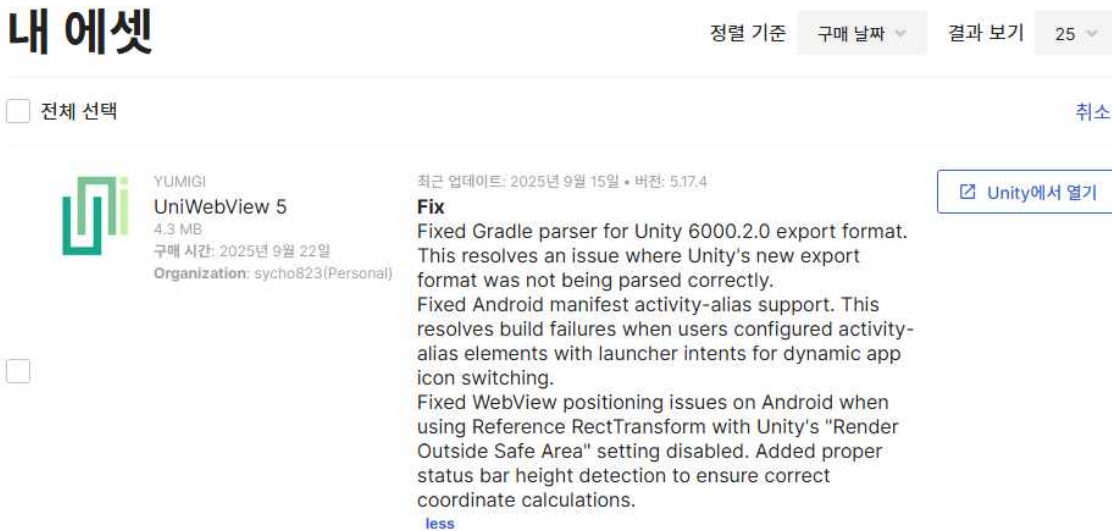 내 에셋
정렬 기준 구매 날짜 결과 보기 25
전체 선택 취소
YUMIGI
UniWebView 5
4.3 MB
구매 시간: 2025년 9월 22일
Organization: sycho823(Personal)
최근 업데이트: 2025년 9월 15일 • 버전: 5.17.4
Fix
Fixed Gradle parser for Unity 6000.2.0 export format.
This resolves an issue where Unity's new export
format was not being parsed correctly.
Fixed Android manifest activity-alias support. This
resolves build failures when users configured activity-
alias elements with launcher intents for dynamic app
icon switching.
Fixed WebView positioning issues on Android when
using Reference RectTransform with Unity's "Render
Outside Safe Area" setting disabled. Added proper
status bar height detection to ensure correct
coordinate calculations.
less
Unity에서 열기